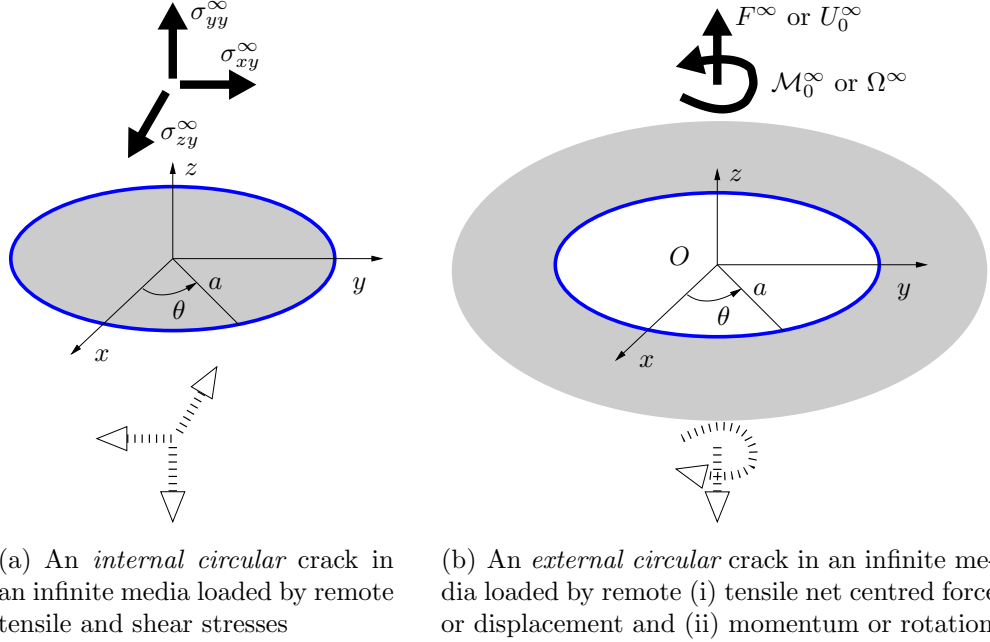 σ∞yy
σ∞xy
σ∞zy
z
y
a
θ
x
F∞ or U∞0
M∞0 or Ω∞
z
O
y
a
θ
x
(a) An internal circular crack in
an infinite media loaded by remote
tensile and shear stresses
(b) An external circular crack in an infinite me-
dia loaded by remote (i) tensile net centred force
or displacement and (ii) momentum or rotation